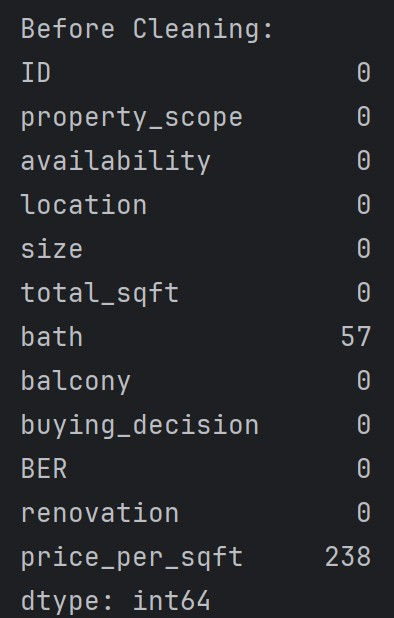 Before Cleaning:
ID 0
property_scope 0
availability 0
location 0
size 0
total_sqft 0
bath 57
balcony 0
buying_decision 0
BER 0
renovation 0
price_per_sqft 238
dtype: int64